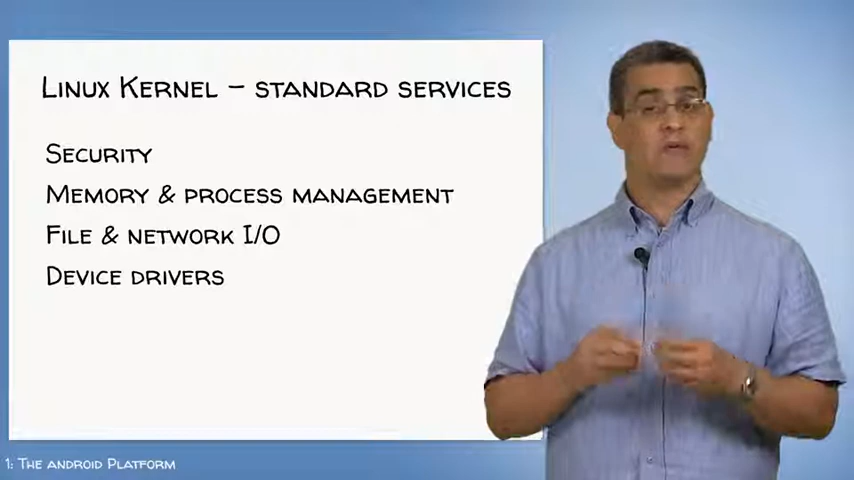 Linux Kernel – standard services
Security
Memory & process management
File & network I/O
Device drivers
1: The android Platform